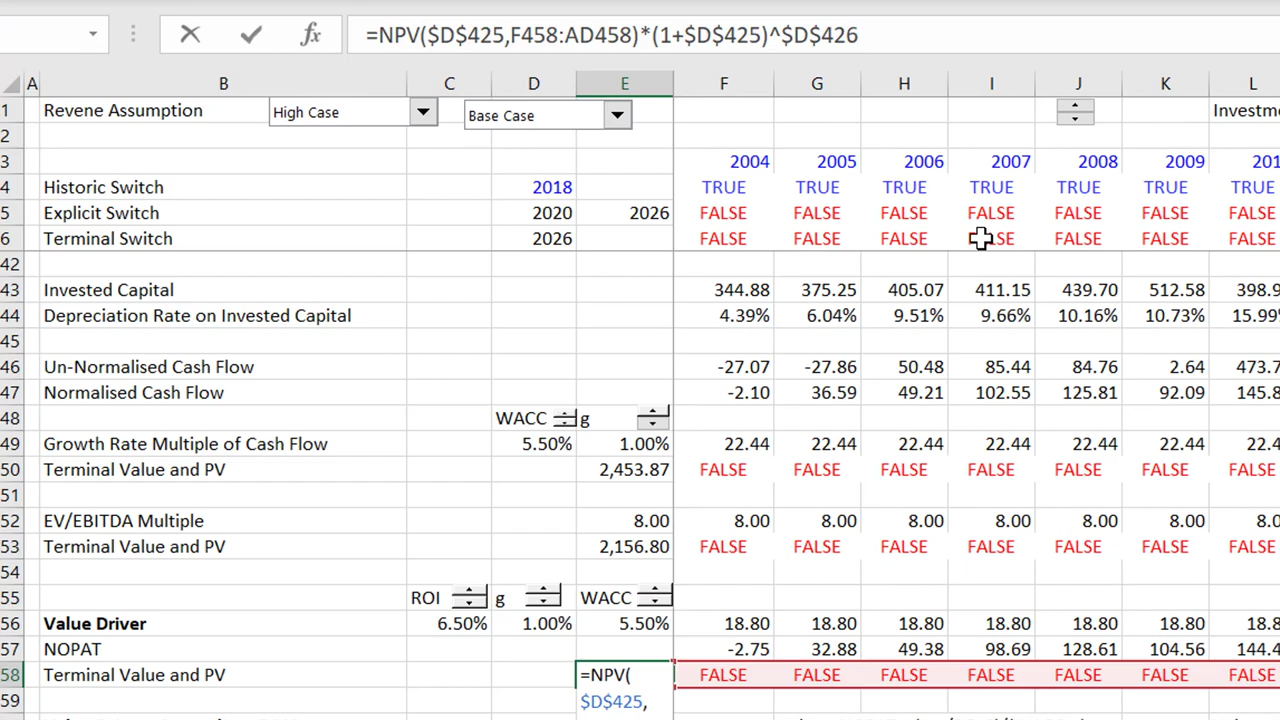 =NPV($D$425,F458:AD458)*(1+$D$425)^$D$426
A B C D E F G H I J K L
1 Revene Assumption High Case Base Case Investme
2
3 2004 2005 2006 2007 2008 2009 201
4 Historic Switch 2018 TRUE TRUE TRUE TRUE TRUE TRUE TRUE
5 Explicit Switch 2020 2026 FALSE FALSE FALSE FALSE FALSE FALSE FALSE
6 Terminal Switch 2026 FALSE FALSE FALSE FALSE FALSE FALSE FALSE
42
43 Invested Capital 344.88 375.25 405.07 411.15 439.70 512.58 398.9
44 Depreciation Rate on Invested Capital 4.39% 6.04% 9.51% 9.66% 10.16% 10.73% 15.99%
45
46 Un-Normalised Cash Flow -27.07 -27.86 50.48 85.44 84.76 2.64 473.7
47 Normalised Cash Flow -2.10 36.59 49.21 102.55 125.81 92.09 145.8
48 WACC g
49 Growth Rate Multiple of Cash Flow 5.50% 1.00% 22.44 22.44 22.44 22.44 22.44 22.44 22.4
50 Terminal Value and PV 2,453.87 FALSE FALSE FALSE FALSE FALSE FALSE FALSE
51
52 EV/EBITDA Multiple 8.00 8.00 8.00 8.00 8.00 8.00 8.00 8.0
53 Terminal Value and PV 2,156.80 FALSE FALSE FALSE FALSE FALSE FALSE FALSE
54
55 ROI g WACC
56 Value Driver 6.50% 1.00% 5.50% 18.80 18.80 18.80 18.80 18.80 18.80 18.8
57 NOPAT -2.75 32.88 49.38 98.69 128.61 104.56 144.4
58 Terminal Value and PV =NPV( FALSE FALSE FALSE FALSE FALSE FALSE FALSE
59 $D$425,